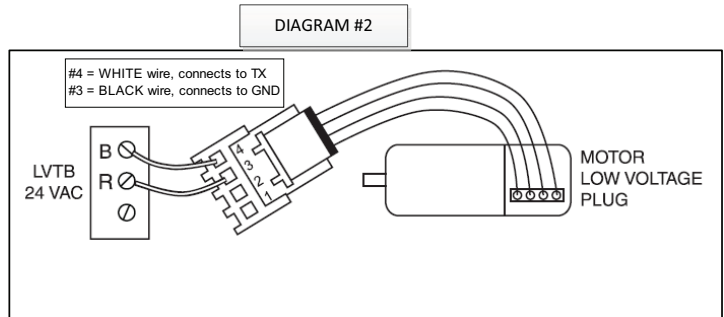 DIAGRAM #2
#4 = WHITE wire, connects to TX
#3 = BLACK wire, connects to GND
LVTB
24 VAC
B
R
4
3
2
1
MOTOR
LOW VOLTAGE
PLUG